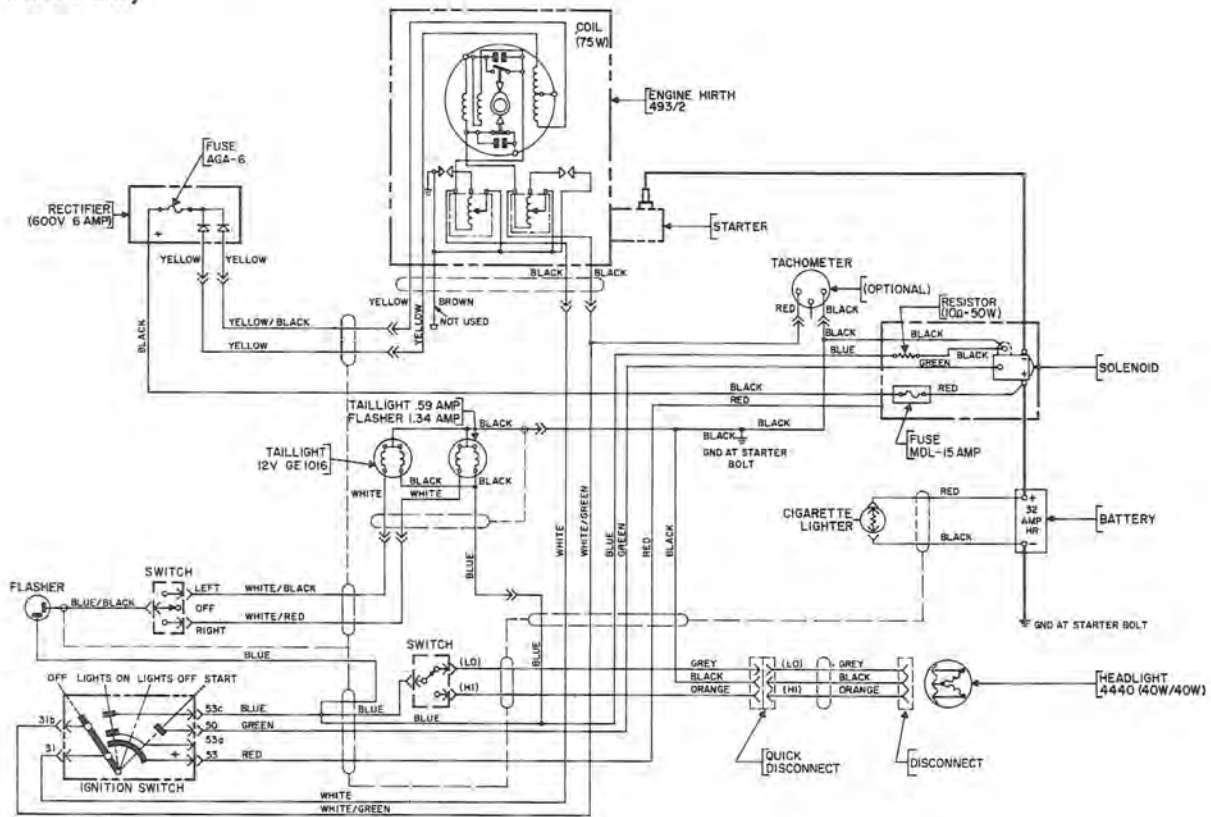 COIL
(75W)
ENGINE HIRTH
493/2
FUSE
AGA-6
RECTIFIER
(600V 6 AMP)
+
YELLOW
YELLOW
STARTER
BLACK
BLACK
TACHOMETER
(OPTIONAL)
RED
BLACK
RESISTOR
(10Ω-50W)
YELLOW
YELLOW
BROWN
NOT USED
YELLOW/BLACK
YELLOW
BLACK
BLACK
BLUE
BLACK
GREEN
BLACK
RED
RED
SOLENOID
+
TAILLIGHT .59 AMP
FLASHER 1.34 AMP
BLACK
BLACK
BLACK
GND AT STARTER
BOLT
FUSE
MDL-15 AMP
TAILLIGHT
12V GE 1016
BLACK
WHITE
WHITE
BLACK
CIGARETTE
LIGHTER
RED
BLACK
+
32
AMP
HR
-
BATTERY
WHITE
WHITE/GREEN
BLUE
GREEN
RED
BLACK
BLUE
FLASHER
SWITCH
BLUE/BLACK
LEFT
OFF
RIGHT
WHITE/BLACK
WHITE/RED
BLUE
GND AT STARTER BOLT
SWITCH
(LO)
(HI)
BLUE
GREY
BLACK
ORANGE
(LO)
(HI)
GREY
BLACK
ORANGE
HEADLIGHT
4440 (40W/40W)
OFF LIGHTS ON LIGHTS OFF START
31b
31
53c
50
53a
53
+
BLUE
GREEN
RED
BLUE
BLUE
IGNITION SWITCH
QUICK
DISCONNECT
DISCONNECT
WHITE
WHITE/GREEN